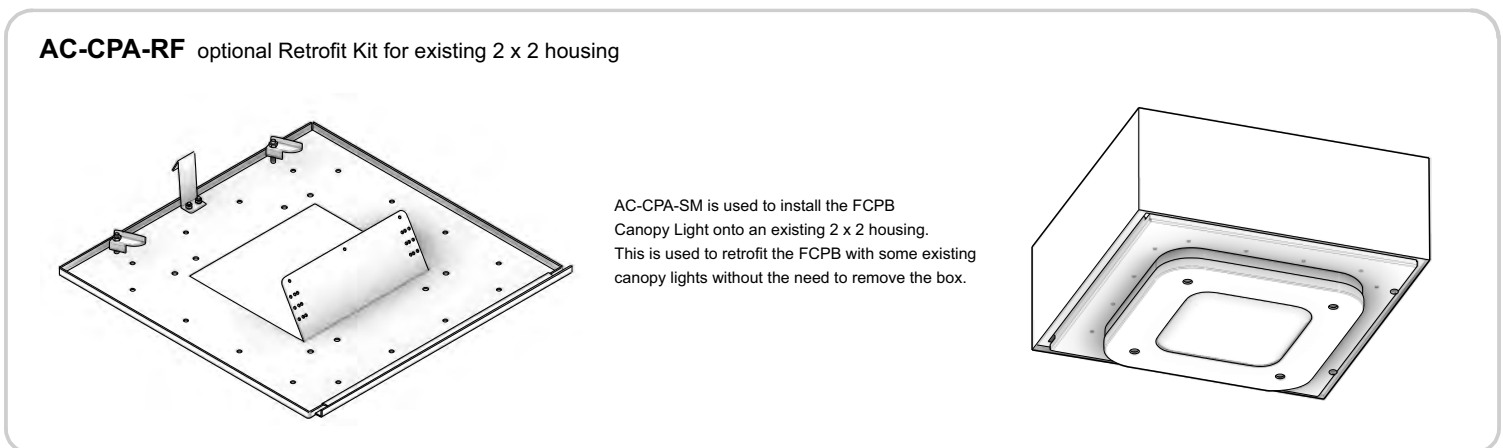 AC-CPA-RF optional Retrofit Kit for existing 2 x 2 housing
AC-CPA-SM is used to install the FCPB
Canopy Light onto an existing 2 x 2 housing.
This is used to retrofit the FCPB with some existing
canopy lights without the need to remove the box.